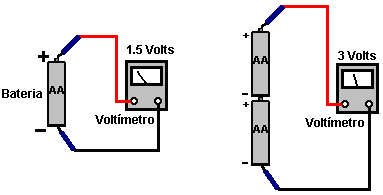 +
1.5 Volts
Bateria
AA
−
Voltímetro
+
AA
−
+
AA
−
3 Volts
Voltímetro